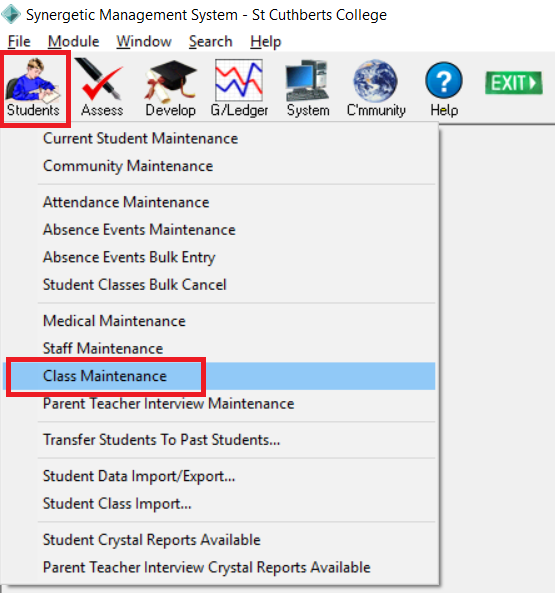 Synergetic Management System - St Cuthberts College
File Module Window Search Help
Students Assess Develop G/Ledger System C'mmunity Help EXIT
Current Student Maintenance
Community Maintenance
Attendance Maintenance
Absence Events Maintenance
Absence Events Bulk Entry
Student Classes Bulk Cancel
Medical Maintenance
Staff Maintenance
Class Maintenance
Parent Teacher Interview Maintenance
Transfer Students To Past Students...
Student Data Import/Export...
Student Class Import...
Student Crystal Reports Available
Parent Teacher Interview Crystal Reports Available